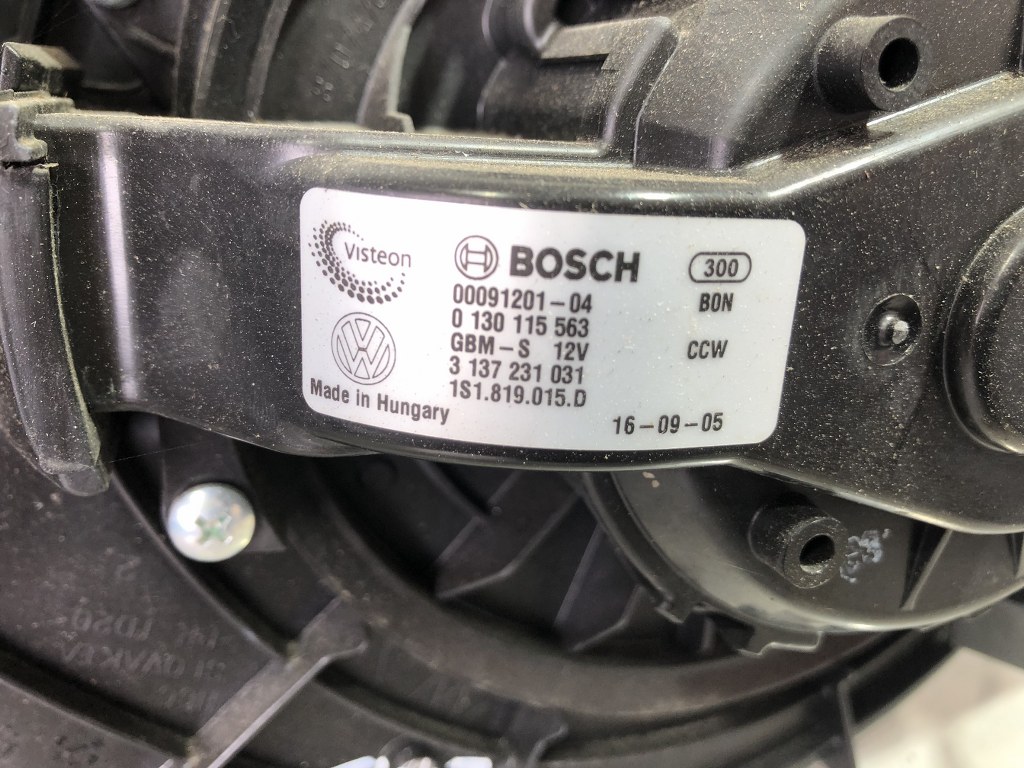 Visteon
BOSCH
300
00091201-04
BON
0 130 115 563
GBM-S 12V
CCW
3 137 231 031
1S1.819.015.D
Made in Hungary
16-09-05